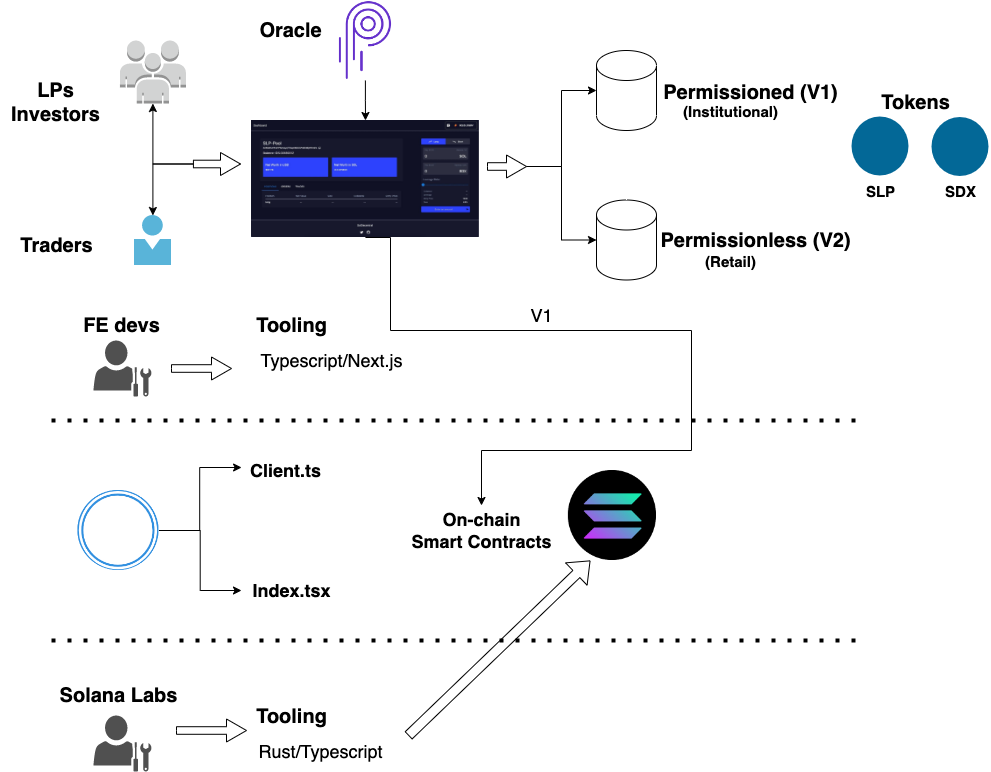 Oracle
LPs
Investors
Permissioned (V1)
(Institutional)
Tokens
SLP
SDX
SLP-Pool
Traders
Permissionless (V2)
(Retail)
V1
FE devs
Tooling
Typescript/Next.js
Client.ts
On-chain
Smart Contracts
Index.tsx
Solana Labs
Tooling
Rust/Typescript